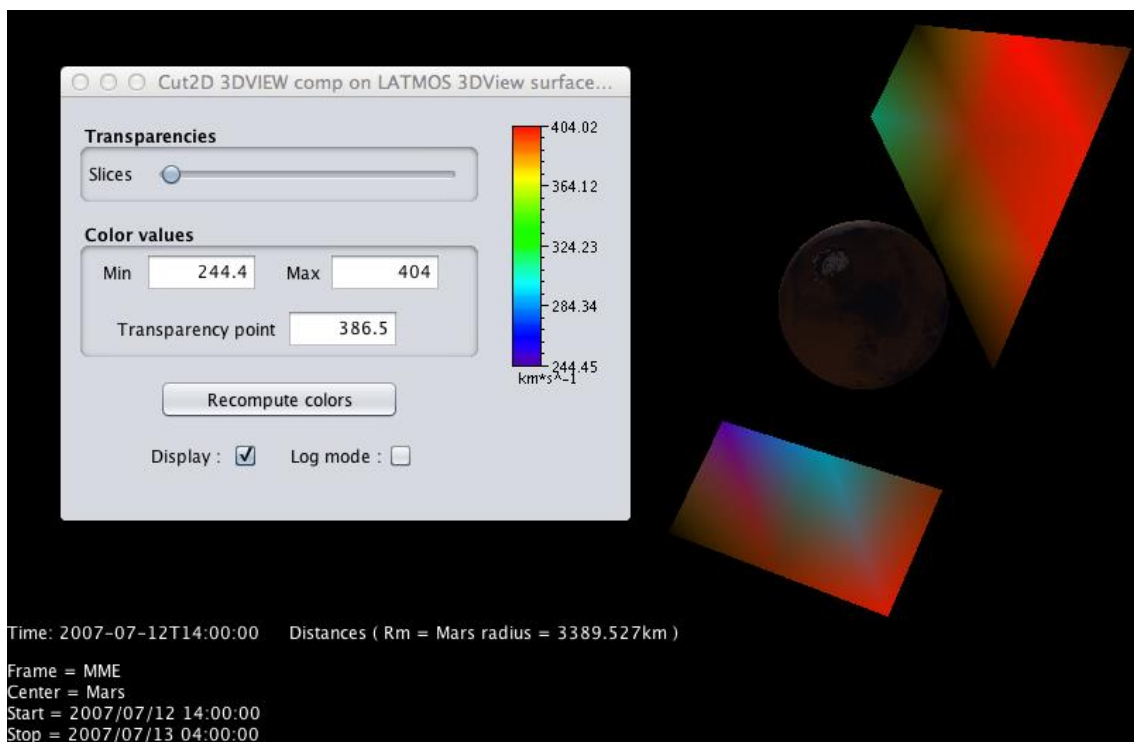 Cut2D 3DVIEW comp on LATMOS 3DView surface...
Transparencies
Slices
Color values
Min 244.4 Max 404
Transparency point 386.5
Recompute colors
Display : Log mode :
404.02
364.12
324.23
284.34
244.45
km*s^-1
Time: 2007-07-12T14:00:00 Distances ( Rm = Mars radius = 3389.527km )
Frame = MME
Center = Mars
Start = 2007/07/12 14:00:00
Stop = 2007/07/13 04:00:00